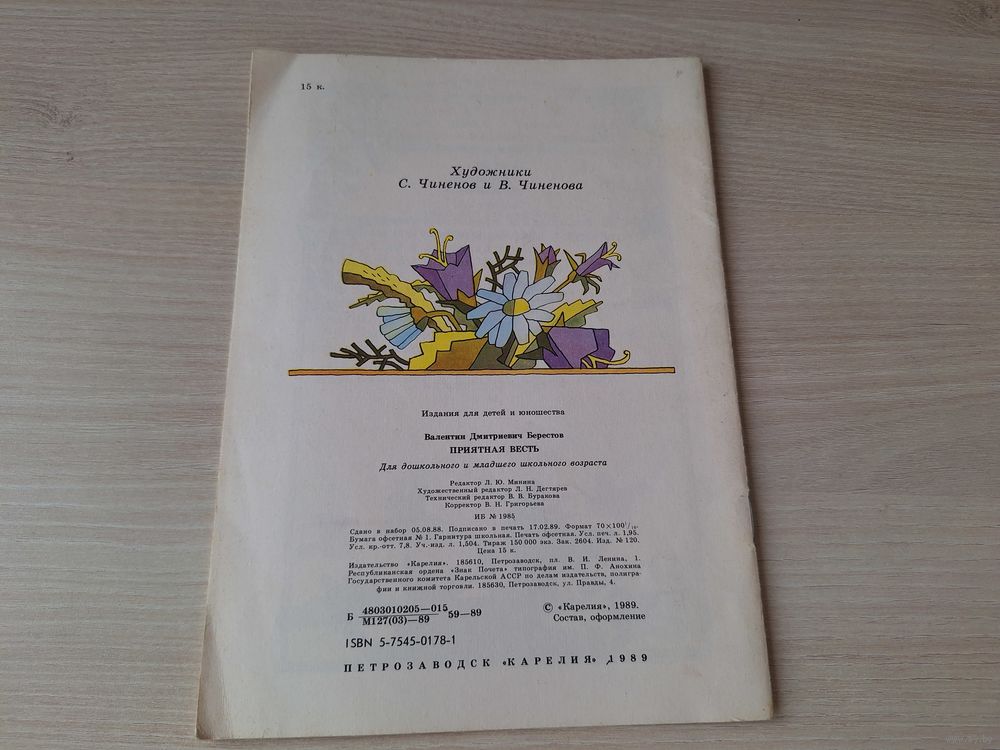 15 к.
Художники
С. Чиненов и В. Чиненова
Издания для детей и юношества
Валентин Дмитриевич Берестов
ПРИЯТНАЯ ВЕСТЬ
Для дошкольного и младшего школьного возраста
Редактор Л. Ю. Минина
Художественный редактор Л. Н. Дегтярев
Технический редактор В. В. Буракова
Корректор В. Н. Григорьева
ИБ № 1985
Сдано в набор 05.08.88. Подписано в печать 17.02.89. Формат 70×100¹/₁₆.
Бумага офсетная № 1. Гарнитура школьная. Печать офсетная. Усл. печ. л. 1,95.
Усл. кр.-отт. 7,8. Уч.-изд. л. 1,504. Тираж 150 000 экз. Зак. 2604. Изд. № 120.
Цена 15 к.
Издательство «Карелия». 185610, Петрозаводск, пл. В. И. Ленина, 1.
Республиканская ордена «Знак Почета» типография им. П. Ф. Анохина
Государственного комитета Карельской АССР по делам издательств, полигра-
фии и книжной торговли. 185630, Петрозаводск, ул. Правды, 4.
Б 4803010205—015 59—89
М127(03)—89
© «Карелия», 1989.
Состав, оформление
ISBN 5-7545-0178-1
ПЕТРОЗАВОДСК «КАРЕЛИЯ» 1989